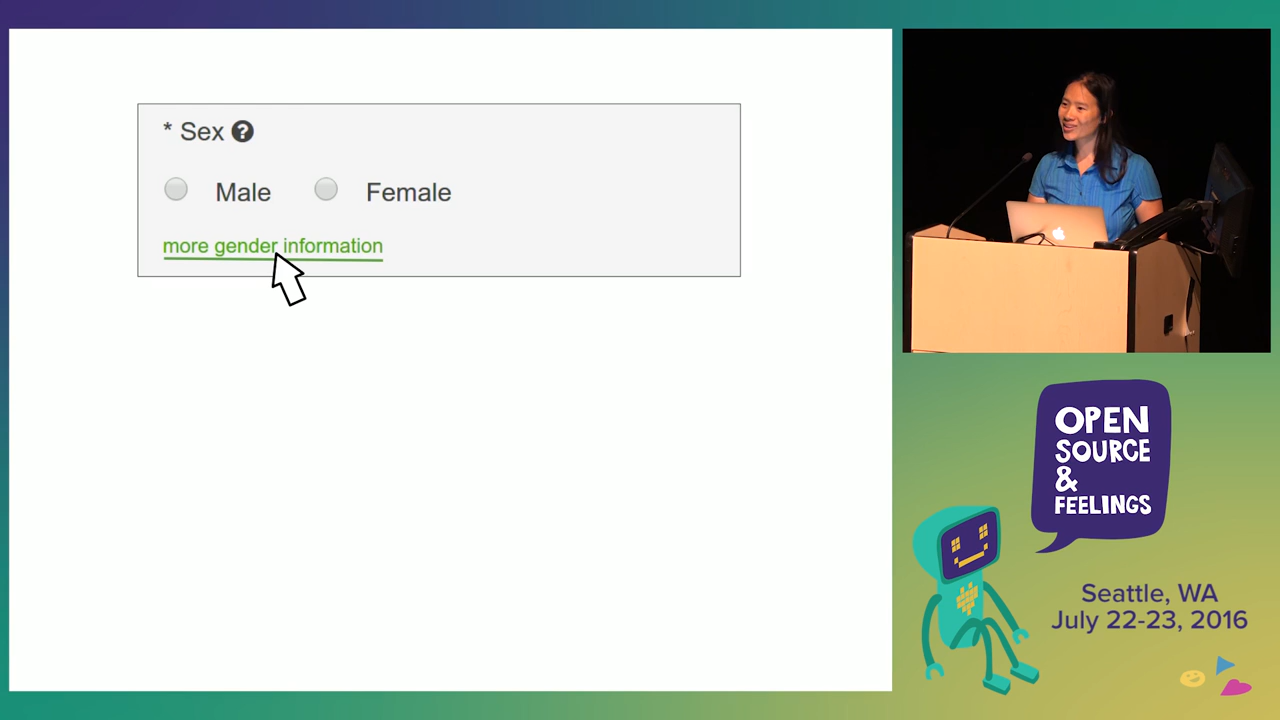 * Sex ?
Male Female
more gender information
OPEN
SOURCE
&
FEELINGS
Seattle, WA
July 22-23, 2016